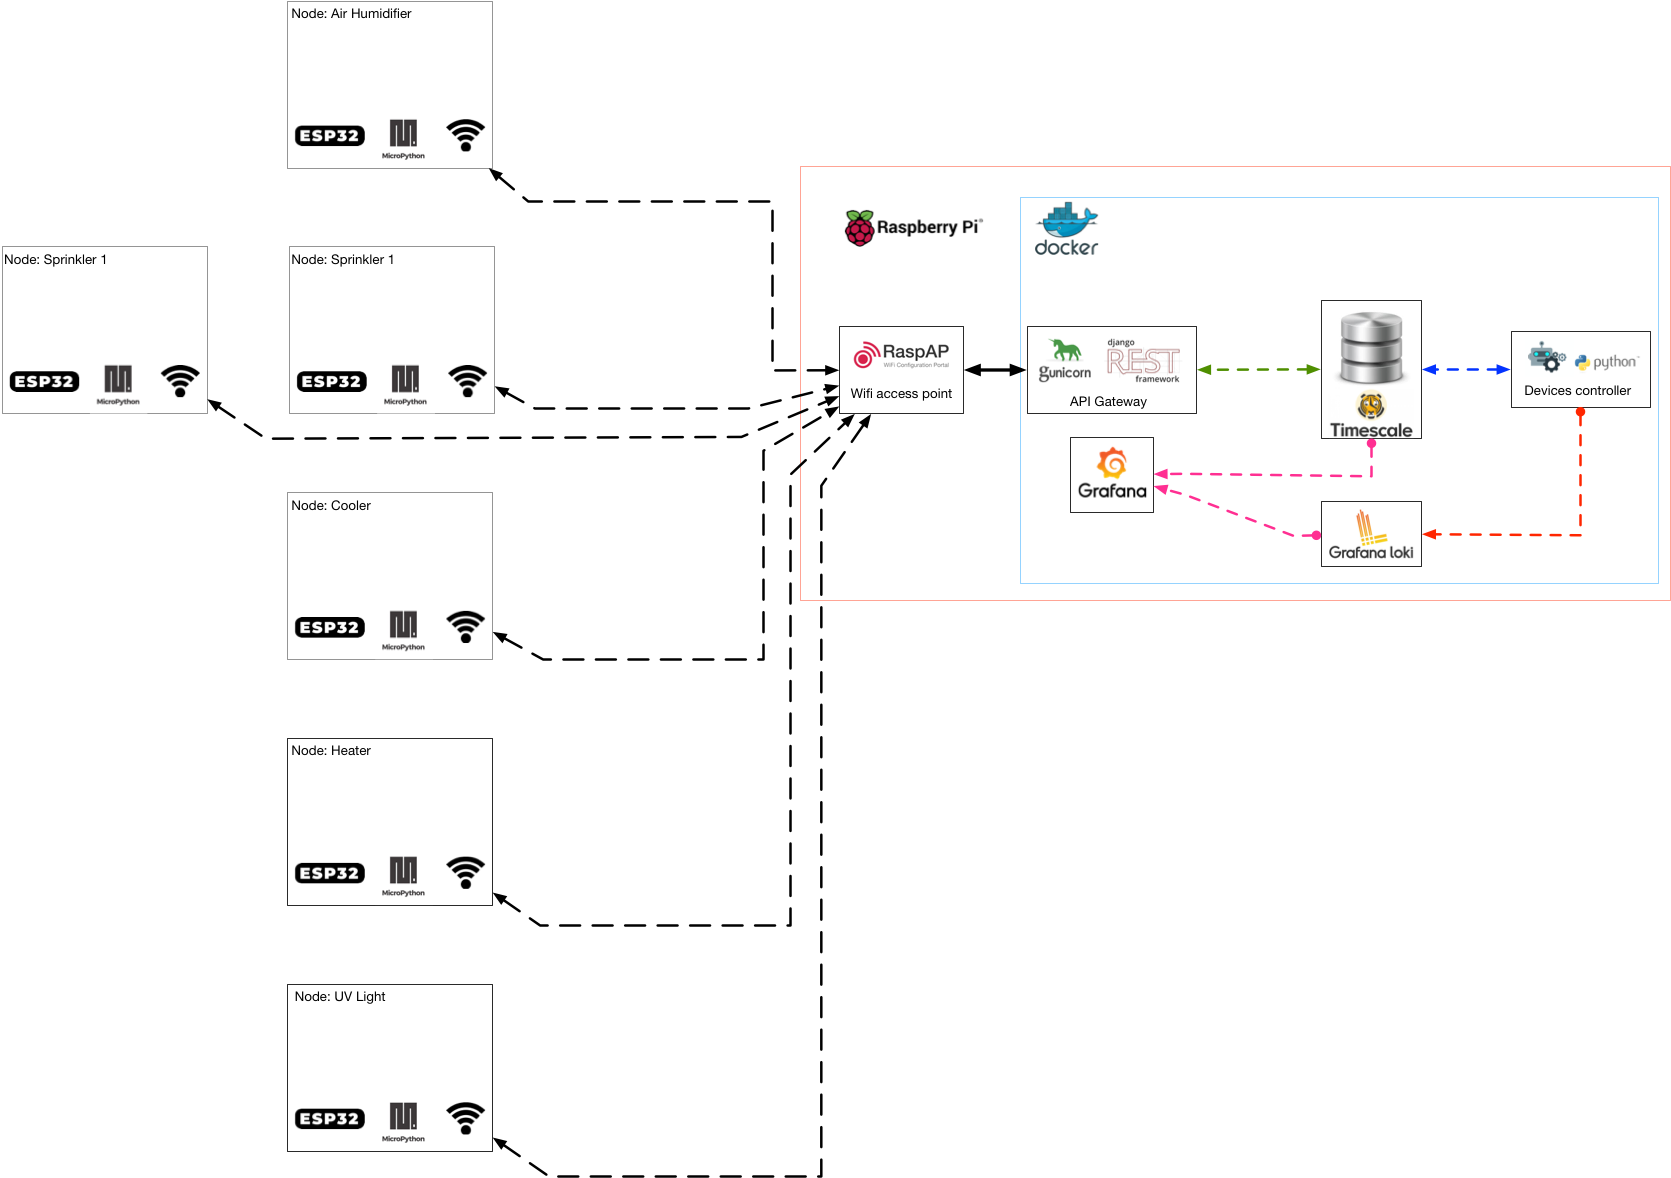 Node: Air Humidifier
ESP32
MicroPython
Node: Sprinkler 1
ESP32
MicroPython
Node: Sprinkler 1
ESP32
MicroPython
Node: Cooler
ESP32
MicroPython
Node: Heater
ESP32
MicroPython
Node: UV Light
ESP32
MicroPython
Raspberry Pi
docker
RaspAP
WiFi Configuration Portal
Wifi access point
gunicorn
django
REST
framework
API Gateway
Timescale
python
Devices controller
Grafana
Grafana loki